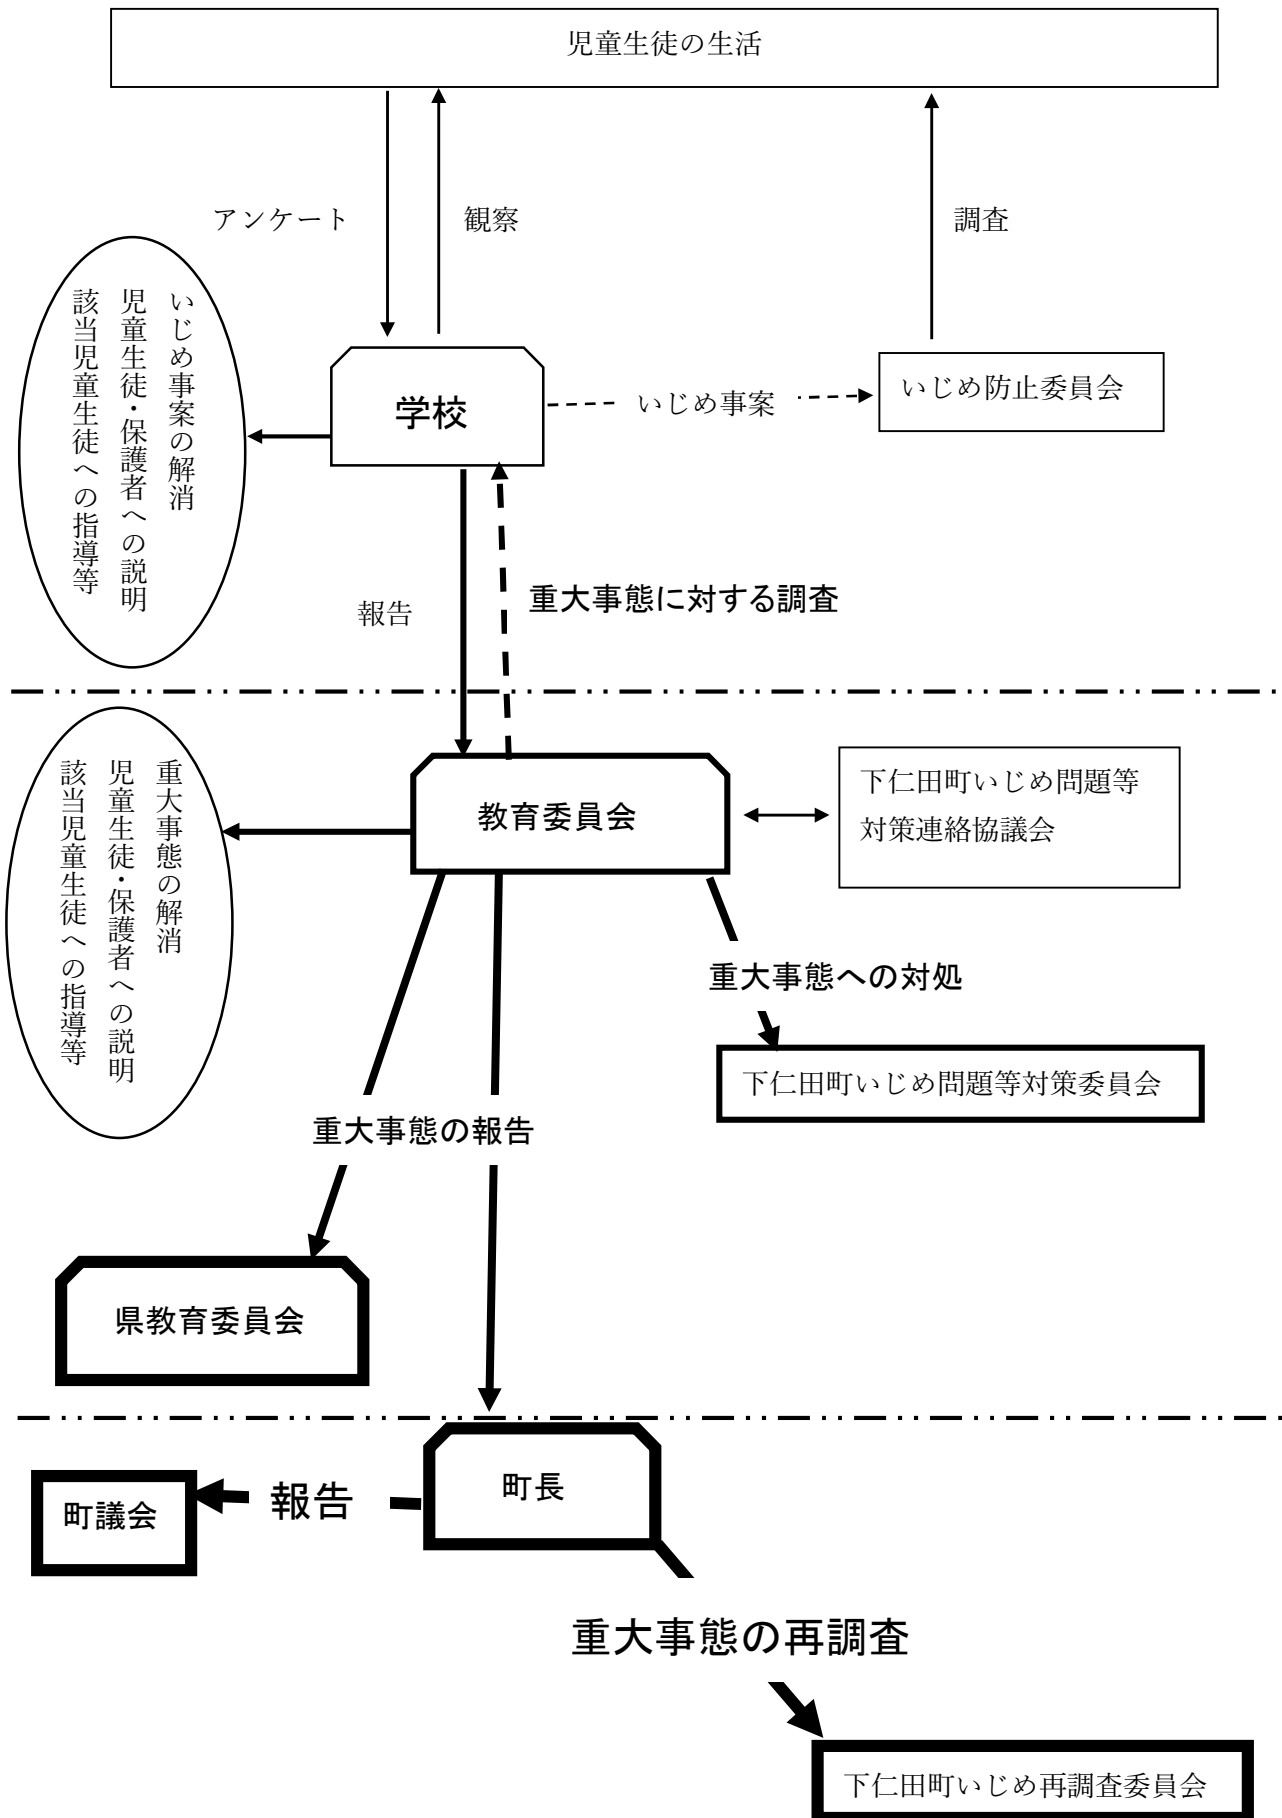 児童生徒の生活
アンケート
観察
調査
いじめ事案の解消
児童生徒・保護者への説明
該当児童生徒への指導等
学校
いじめ事案
いじめ防止委員会
報告
重大事態に対する調査
重大事態の解消
児童生徒・保護者への説明
該当児童生徒への指導等
教育委員会
下仁田町いじめ問題等
対策連絡協議会
重大事態への対処
下仁田町いじめ問題等対策委員会
重大事態の報告
県教育委員会
町長
報告
町議会
重大事態の再調査
下仁田町いじめ再調査委員会